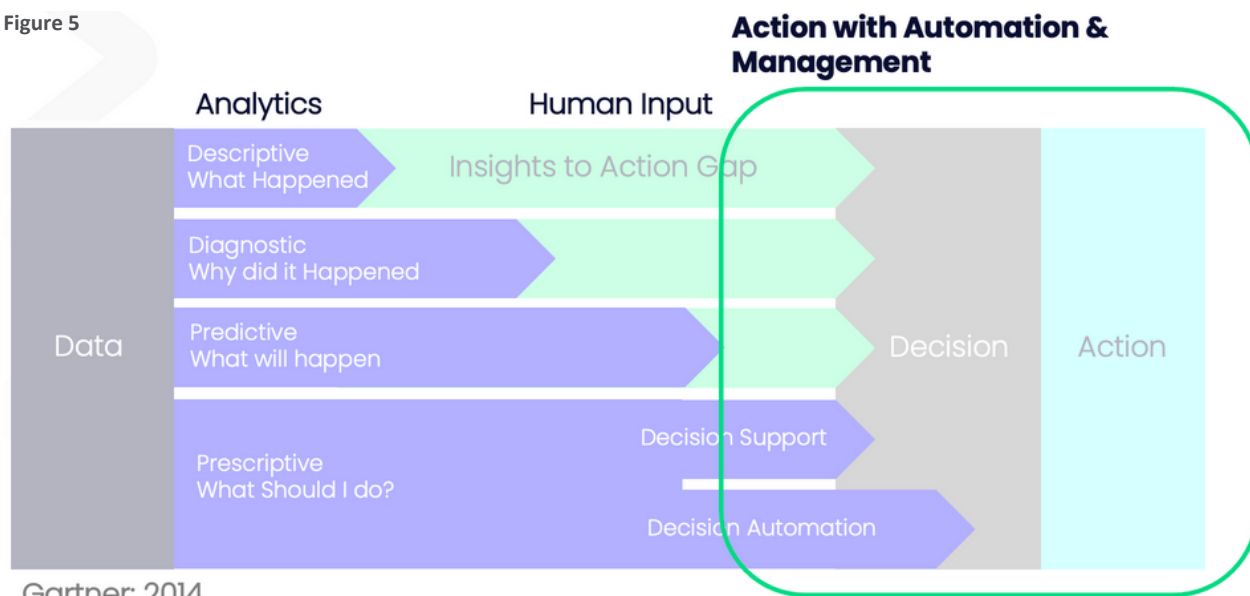 Figure 5
Action with Automation &
Management
Analytics
Human Input
Descriptive
What Happened
Insights to Action Gap
Diagnostic
Why did it Happened
Predictive
What will happen
Data
Decision
Action
Decision Support
Prescriptive
What Should I do?
Decision Automation
Gartner: 2014